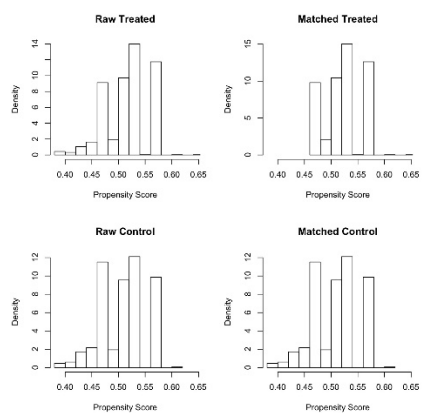 Raw Treated
Density
0 2 4 6 8 10 14
0.40 0.45 0.50 0.55 0.60 0.65
Propensity Score
Matched Treated
Density
0 5 10 15
0.40 0.45 0.50 0.55 0.60 0.65
Propensity Score
Raw Control
Density
0 2 4 6 8 10 12
0.40 0.45 0.50 0.55 0.60 0.65
Propensity Score
Matched Control
Density
0 2 4 6 8 10 12
0.40 0.45 0.50 0.55 0.60 0.65
Propensity Score